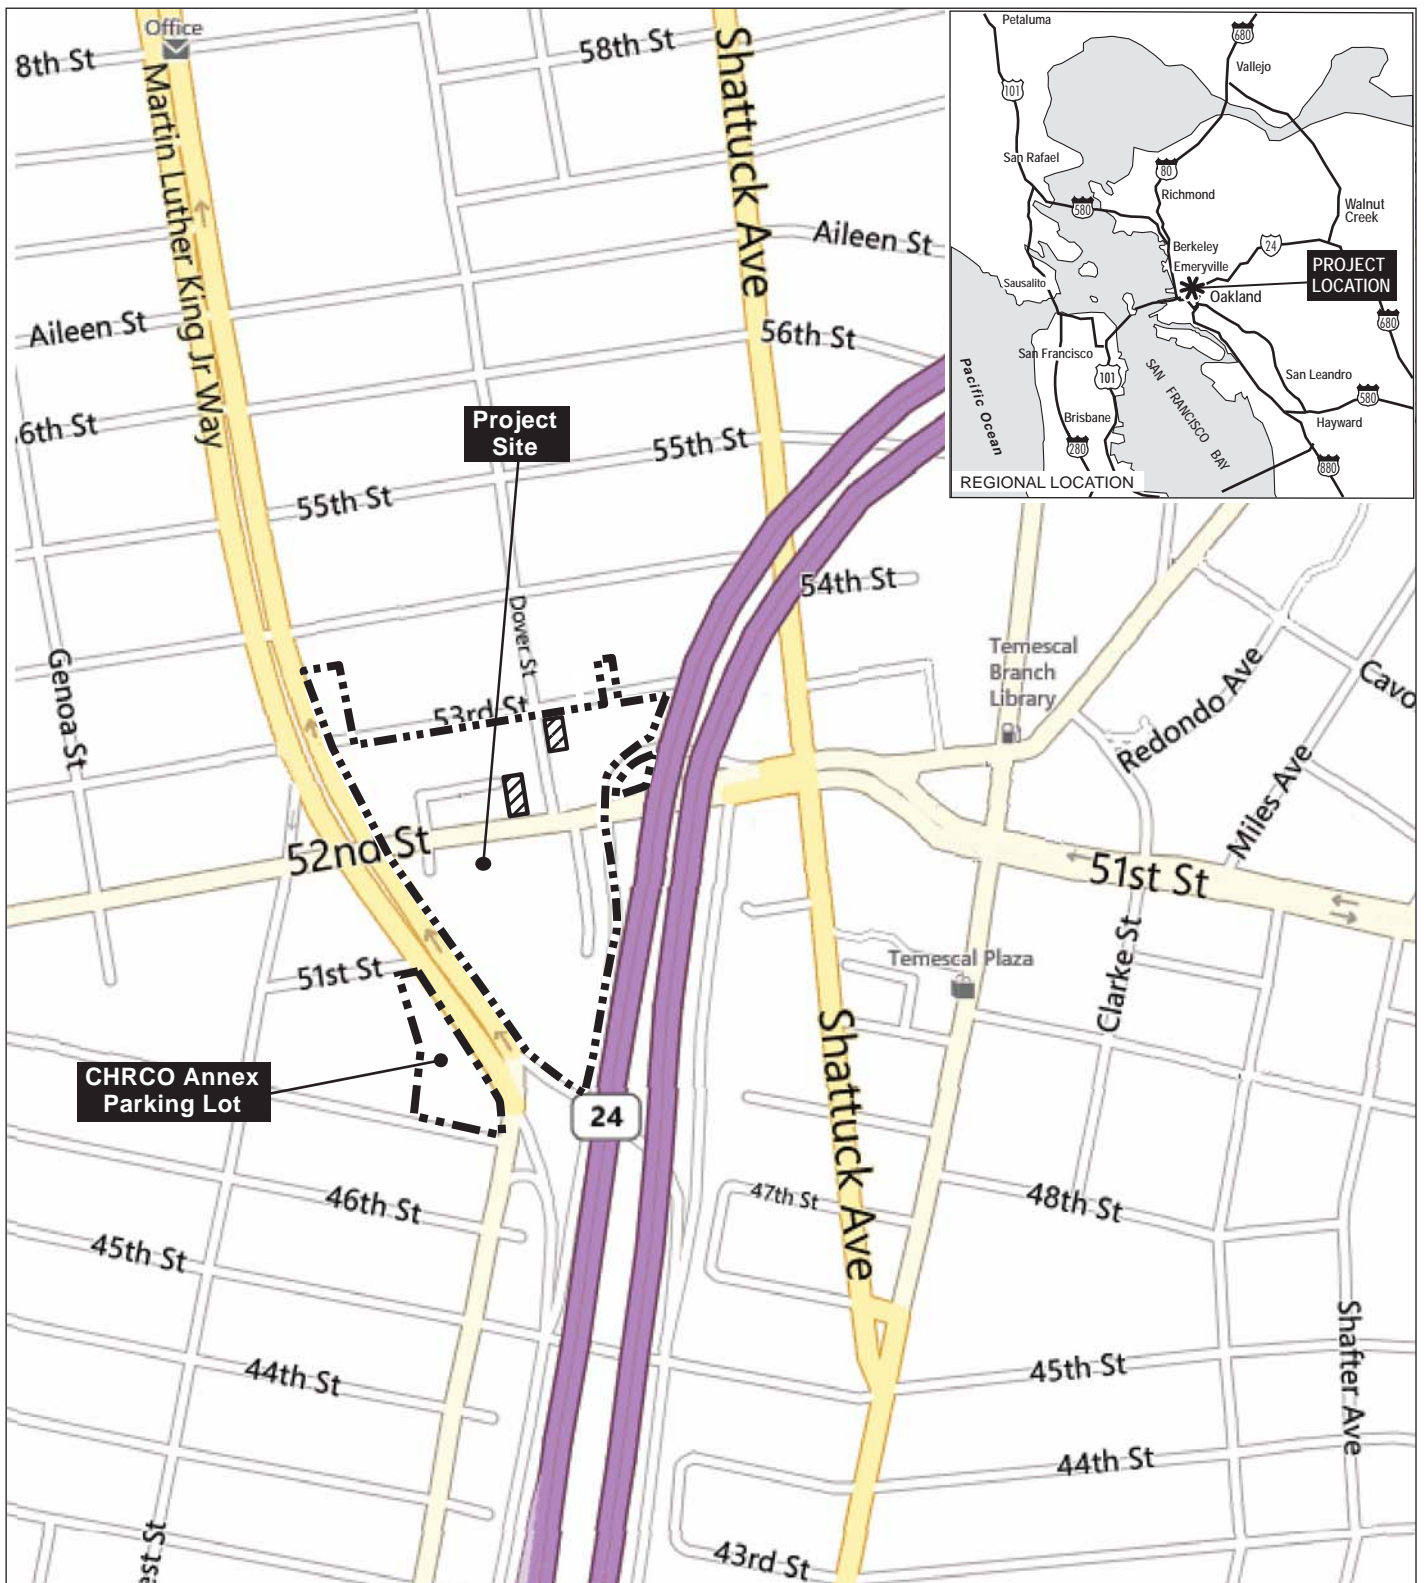 Office
8th St
58th St
Shattuck Ave
Martin Luther King Jr Way
Aileen St
Aileen St
56th St
6th St
55th St
55th St
Project
Site
54th St
Dover St
Genoa St
53rd St
52nd St
51st St
CHRCO Annex
Parking Lot
24
Temescal
Branch
Library
Redondo Ave
Cavo
Miles Ave
51st St
Clarke St
Temescal Plaza
Shattuck Ave
47th St
48th St
46th St
45th St
44th St
45th St
44th St
43rd St
Shafter Ave
est St
Petaluma
680
Vallejo
101
San Rafael
80
Richmond
580
Walnut
Creek
Berkeley
24
Emeryville
PROJECT
LOCATION
Sausalito
Oakland
680
San Francisco
101
Pacific Ocean
SAN FRANCISCO BAY
San Leandro
580
Brisbane
Hayward
280
880
REGIONAL LOCATION